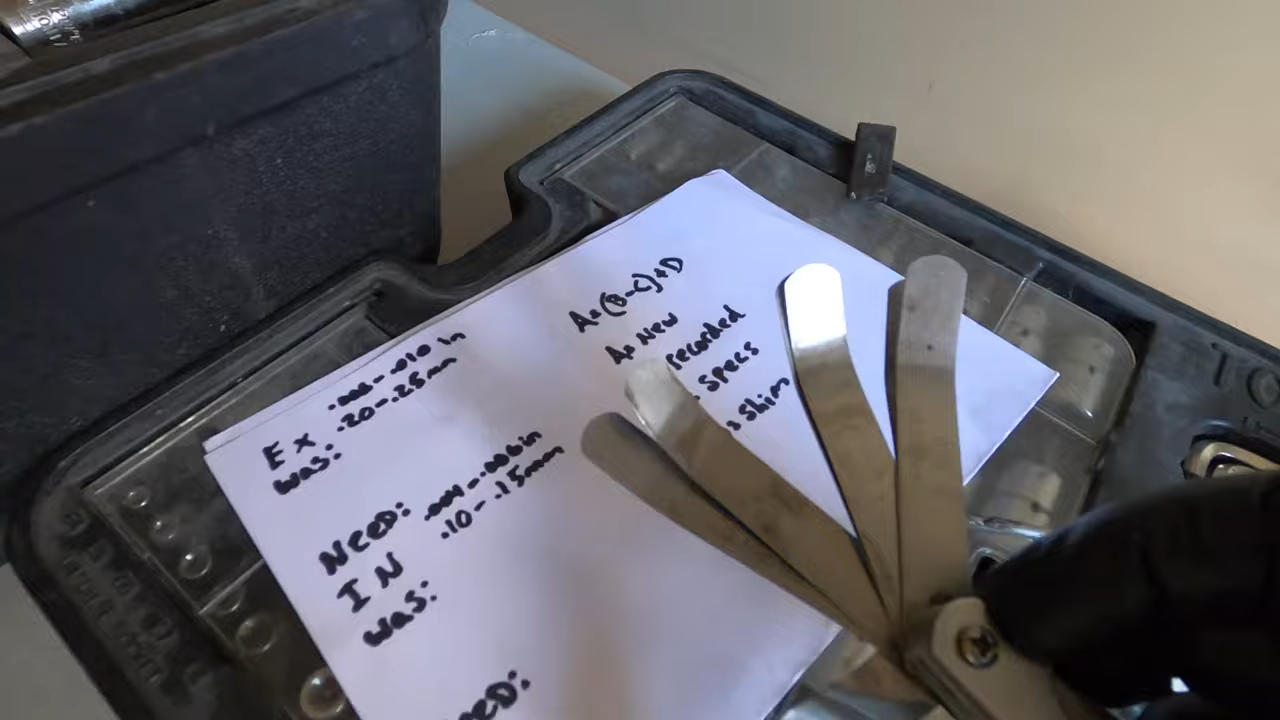 EX .008-.010 in
.20-.25mm
was:
NEED:
IN .004-.006in
.10-.15mm
was:
A=(B-C)+D
A= New
recorded
specs
= Shim